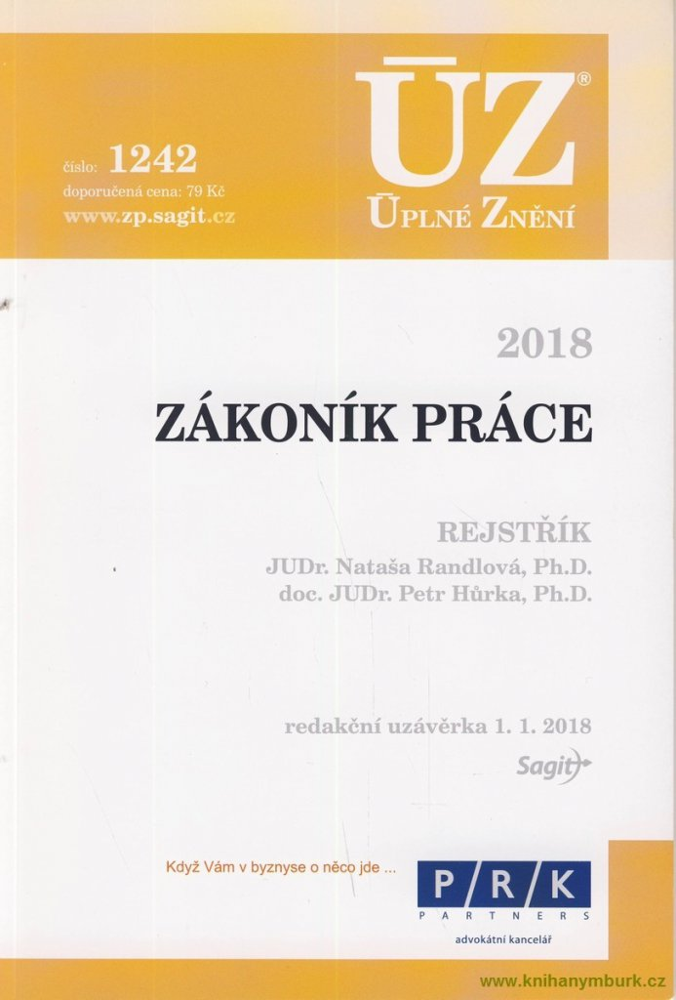 ŪZ®
číslo: 1242
doporučená cena: 79 Kč
www.zp.sagit.cz
ŪPLNÉ ZNĚNÍ
2018
ZÁKONÍK PRÁCE
REJSTŘÍK
JUDr. Nataša Randlová, Ph.D.
doc. JUDr. Petr Hůrka, Ph.D.
redakční uzávěrka 1. 1. 2018
Sagit
Když Vám v byznyse o něco jde ...
P/R/K
PARTNERS
advokátní kancelář
www.knihanymburk.cz